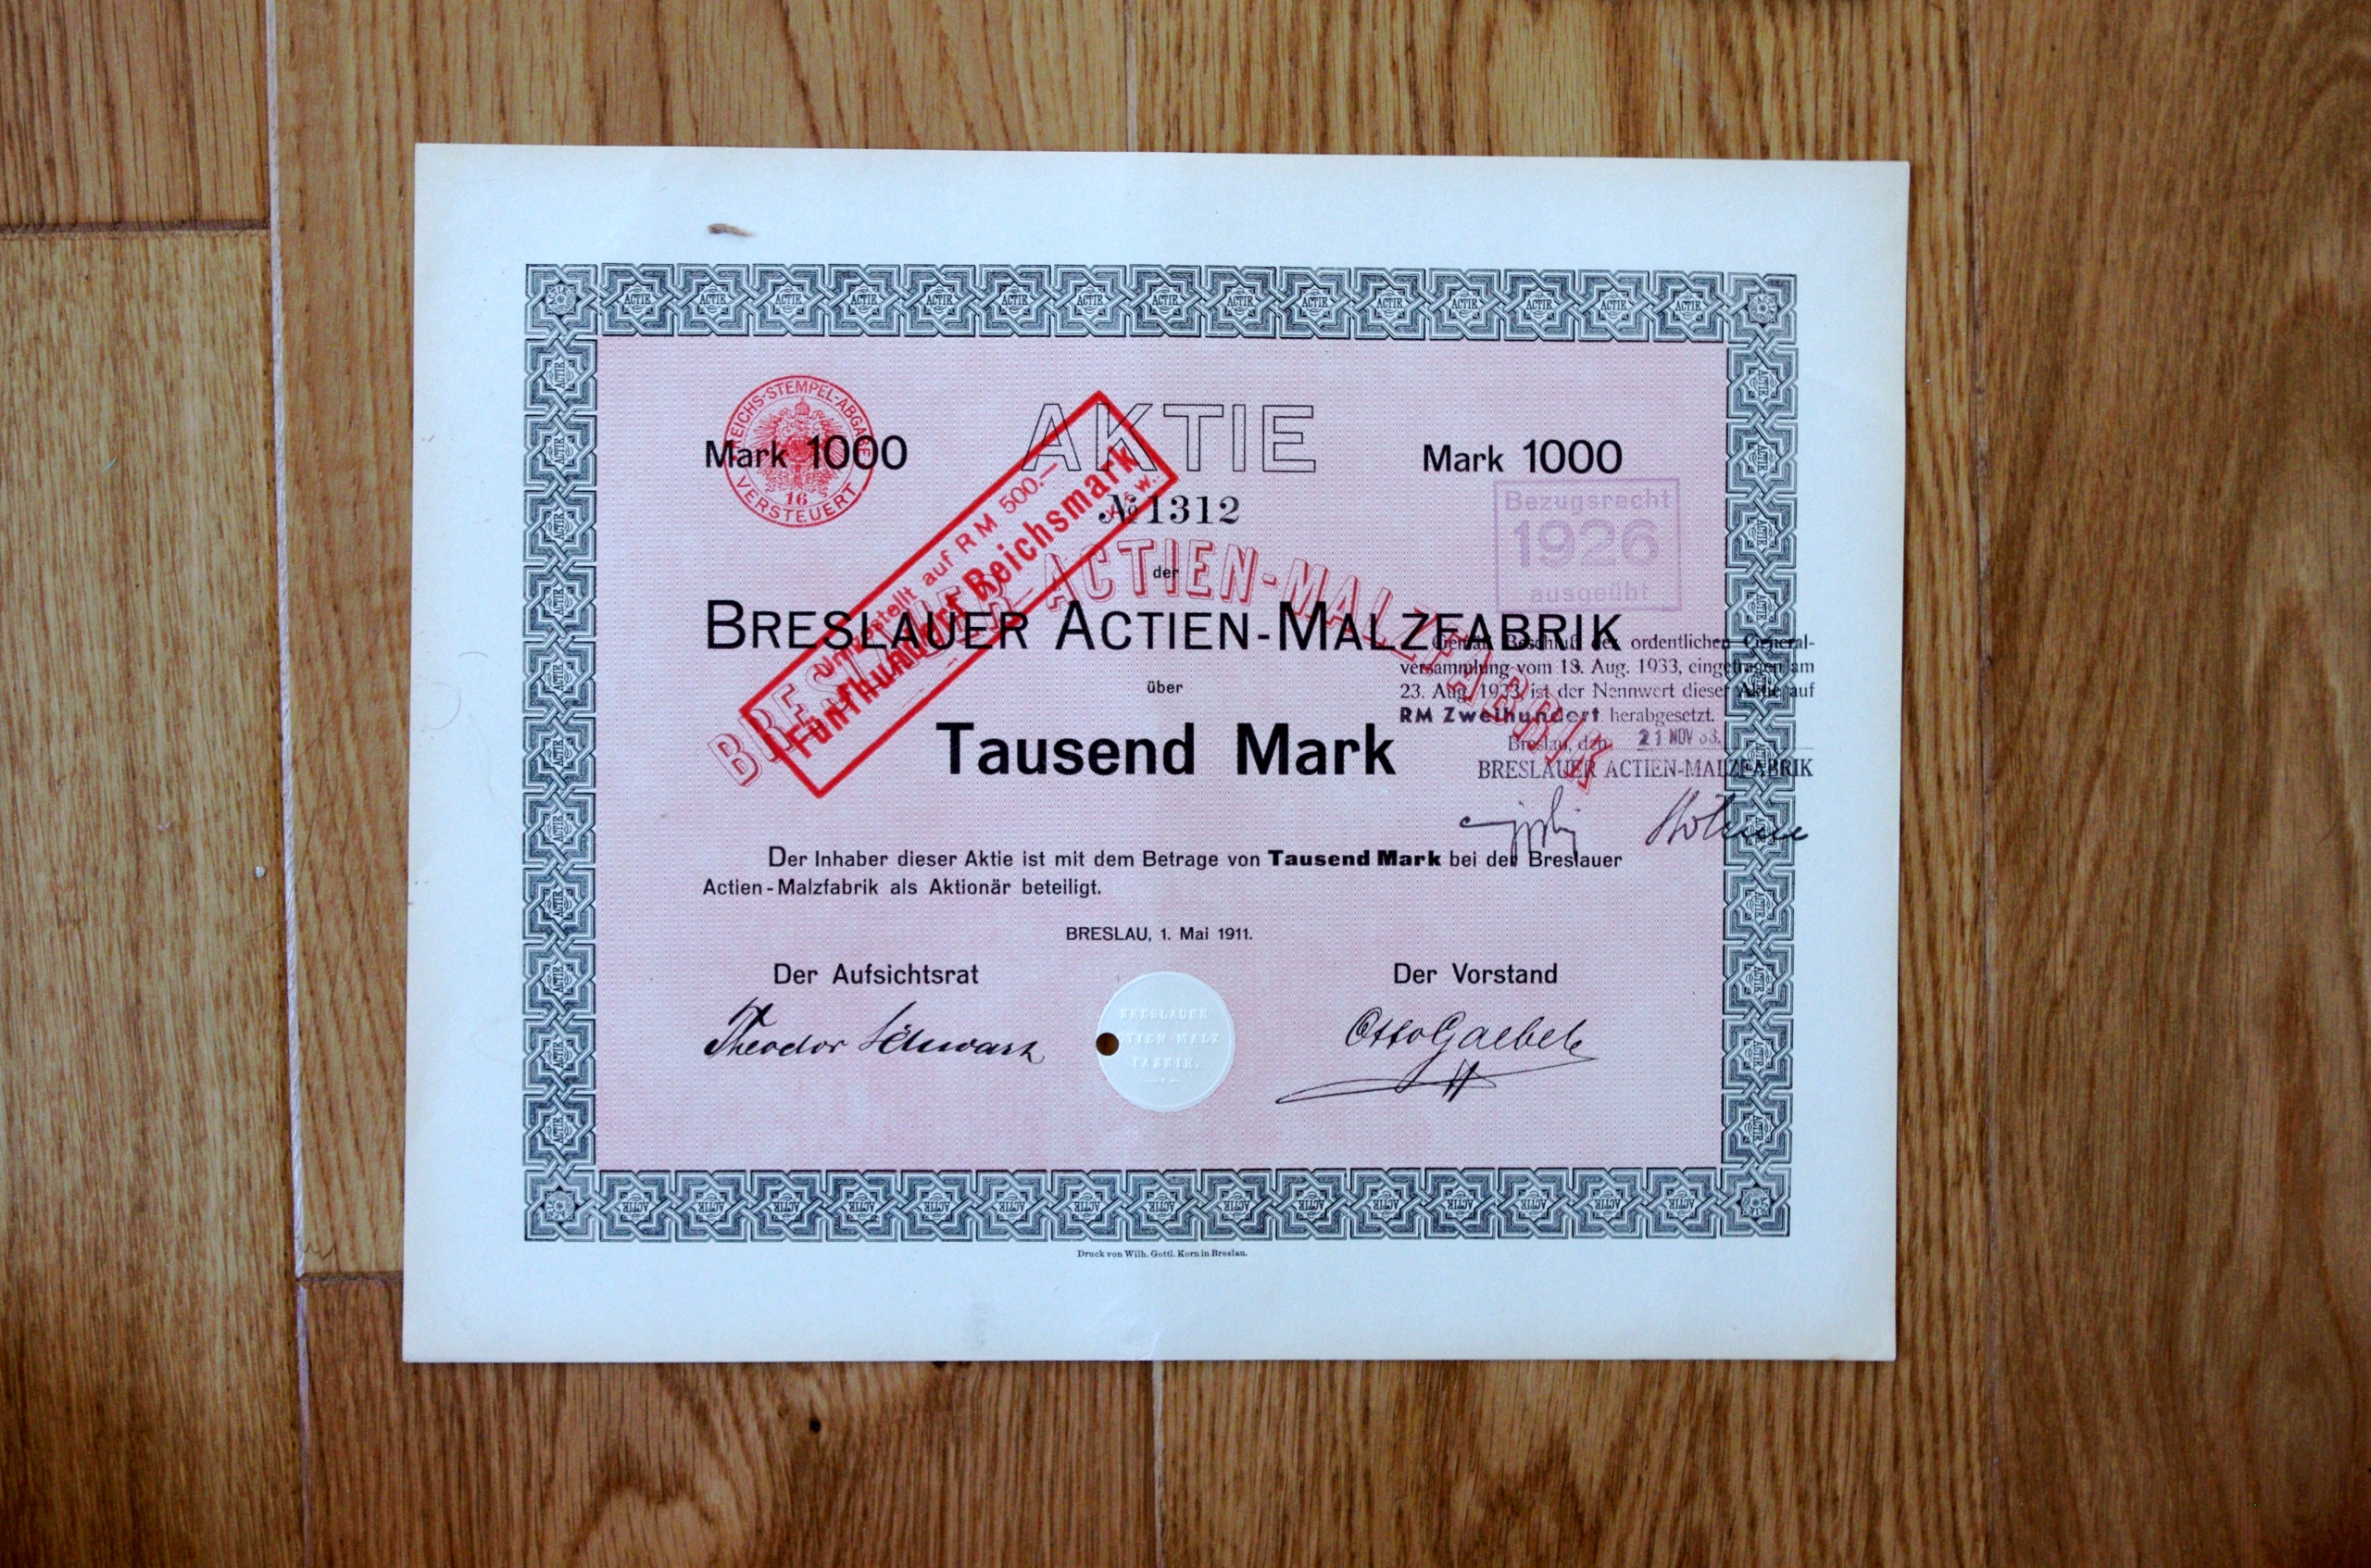 REICHS-STEMPEL-ABGABE
16
VERSTEUERT
AKTIE
Mark 1000
Mark 1000
№ 1312
Umgestellt auf RM 500.—
Fünfhundert Reichsmark
Bezugsrecht
1926
ausgeübt
der
BRESLAUER ACTIEN-MALZFABRIK
BRESLAUER ACTIEN-MALZFABRIK
über
Tausend Mark
Gemäß Beschluß der ordentlichen General-
versammlung vom 18. Aug. 1933, eingetragen am
23. Aug. 1933 ist der Nennwert dieser Aktie auf
RM Zweihundert herabgesetzt.
Breslau, den 21 NOV 33.
BRESLAUER ACTIEN-MALZFABRIK
Der Inhaber dieser Aktie ist mit dem Betrage von Tausend Mark bei der Breslauer
Actien-Malzfabrik als Aktionär beteiligt.
BRESLAU, 1. Mai 1911.
Der Aufsichtsrat
Der Vorstand
Theodor Schwarz
Otto Gaebel
BRESLAUER
ACTIEN-MALZ
FABRIK.
Druck von Wilh. Gottl. Korn in Breslau.